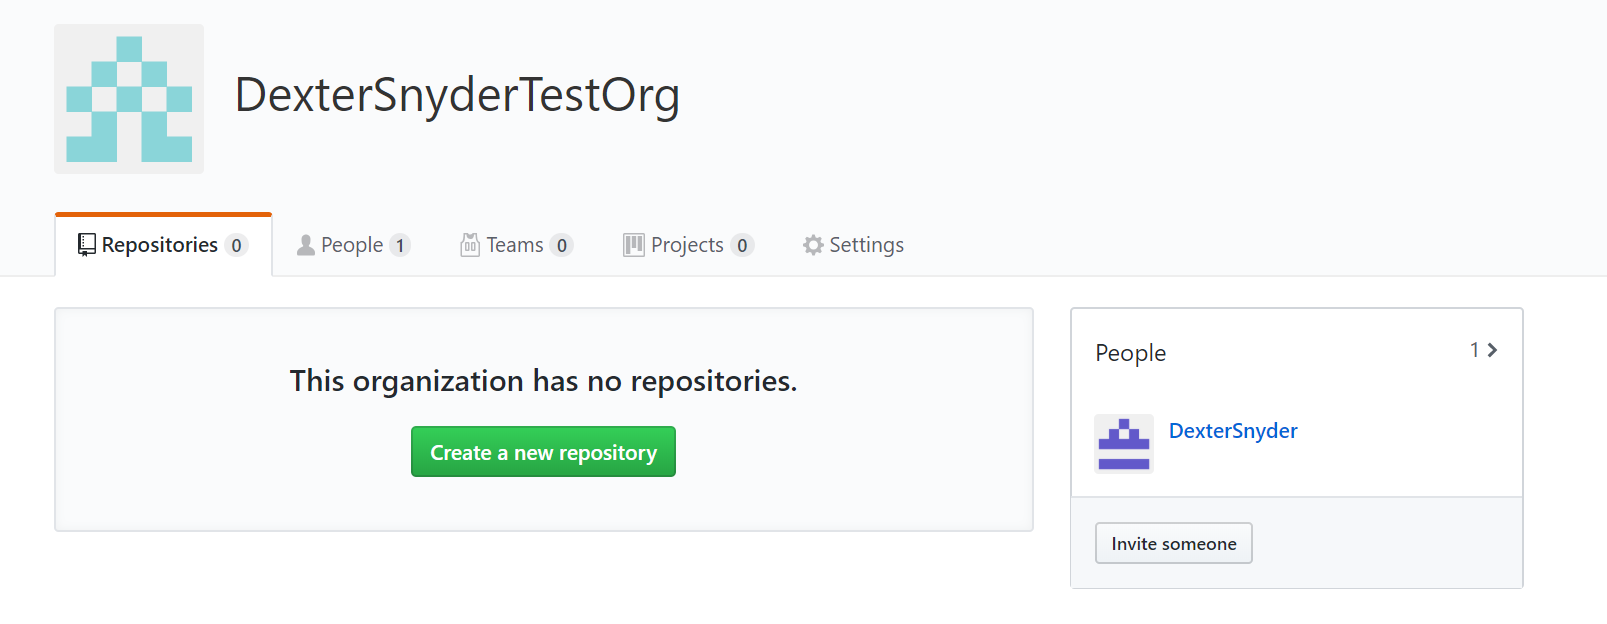 DexterSnyderTestOrg
Repositories 0 People 1 Teams 0 Projects 0 Settings
This organization has no repositories.
Create a new repository
People 1
DexterSnyder
Invite someone